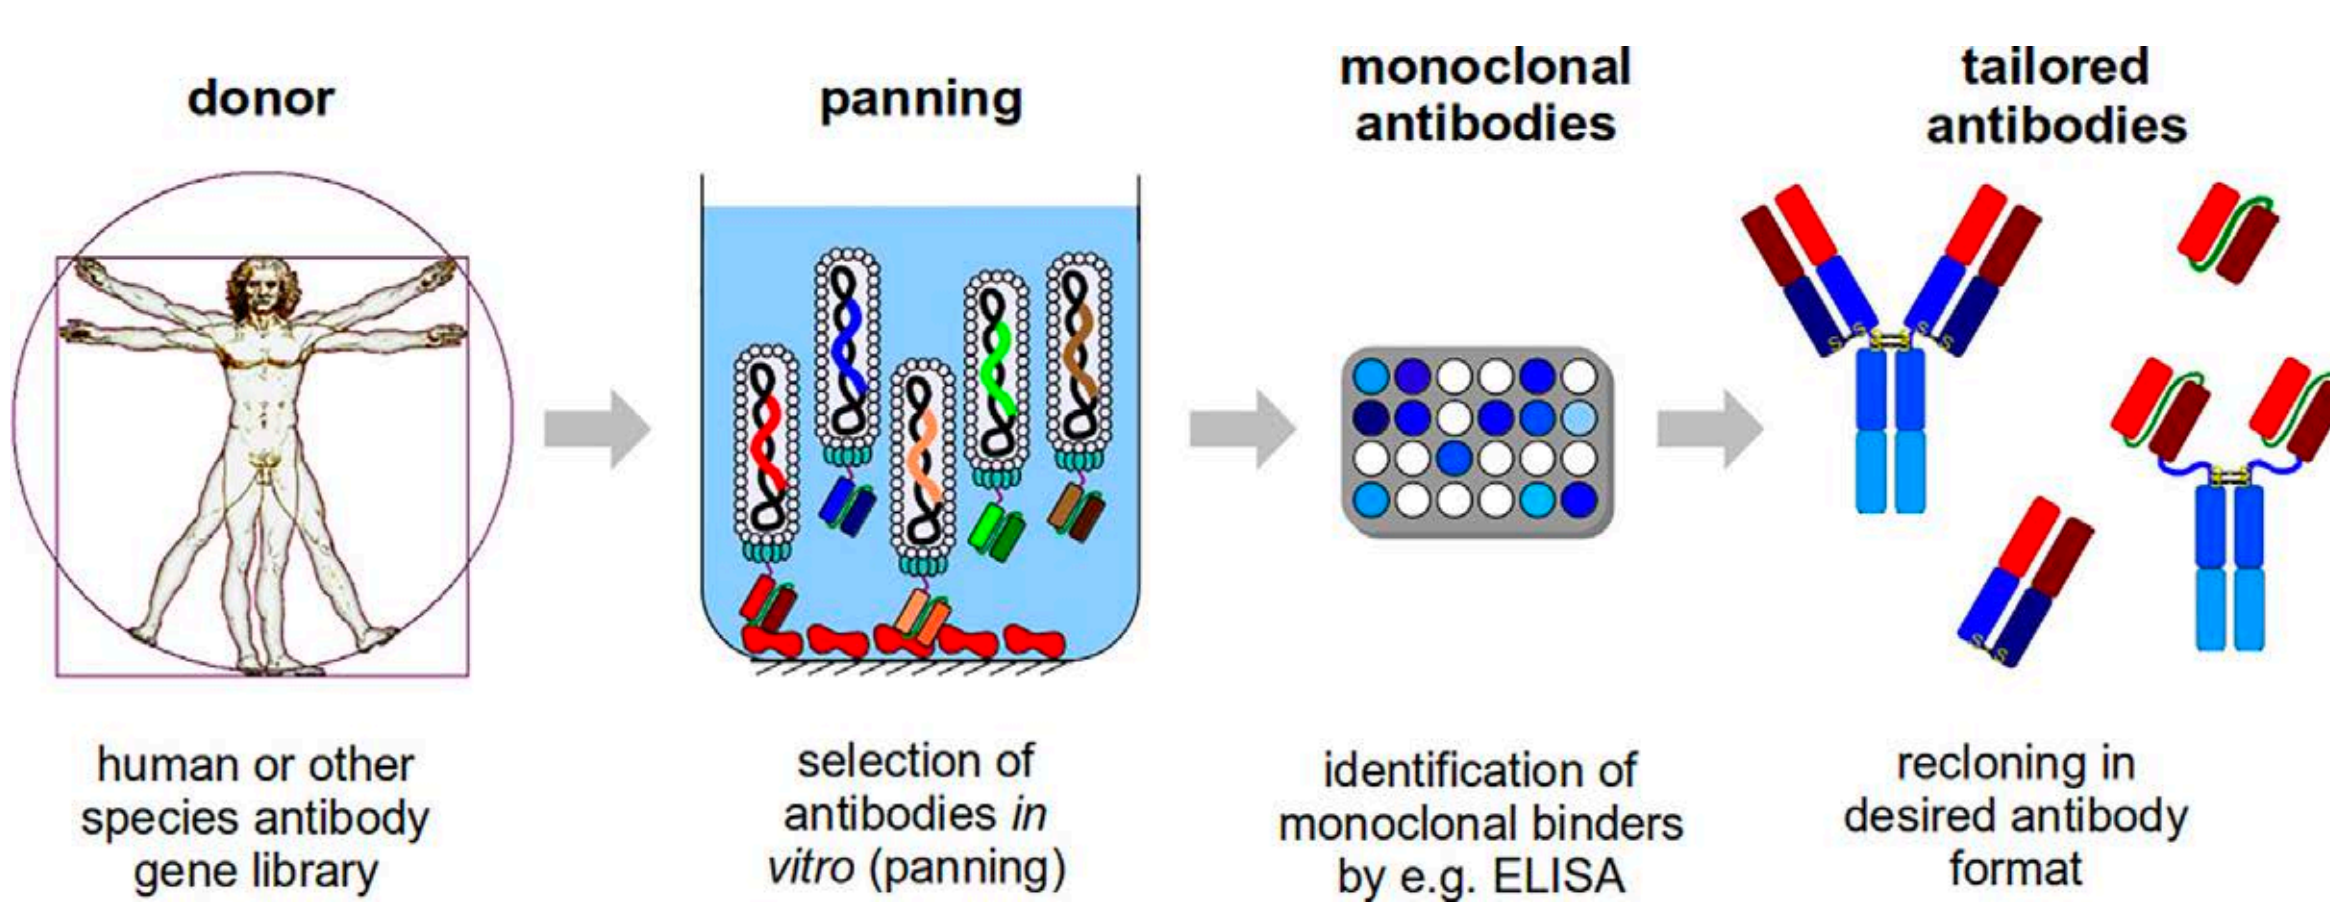 donor
human or other
species antibody
gene library
panning
selection of
antibodies in
vitro (panning)
monoclonal
antibodies
identification of
monoclonal binders
by e.g. ELISA
tailored
antibodies
S
S
S
S
S
S
recloning in
desired antibody
format